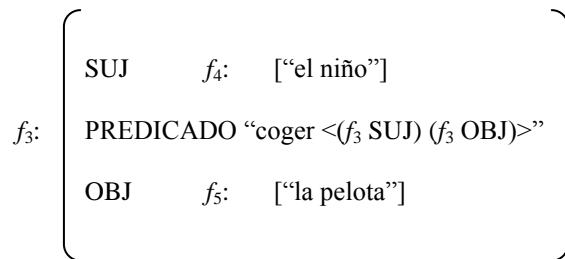 SUJ f4: [“el niño”]
f3: PREDICADO “coger <(f3 SUJ) (f3 OBJ)>”
OBJ f5: [“la pelota”]